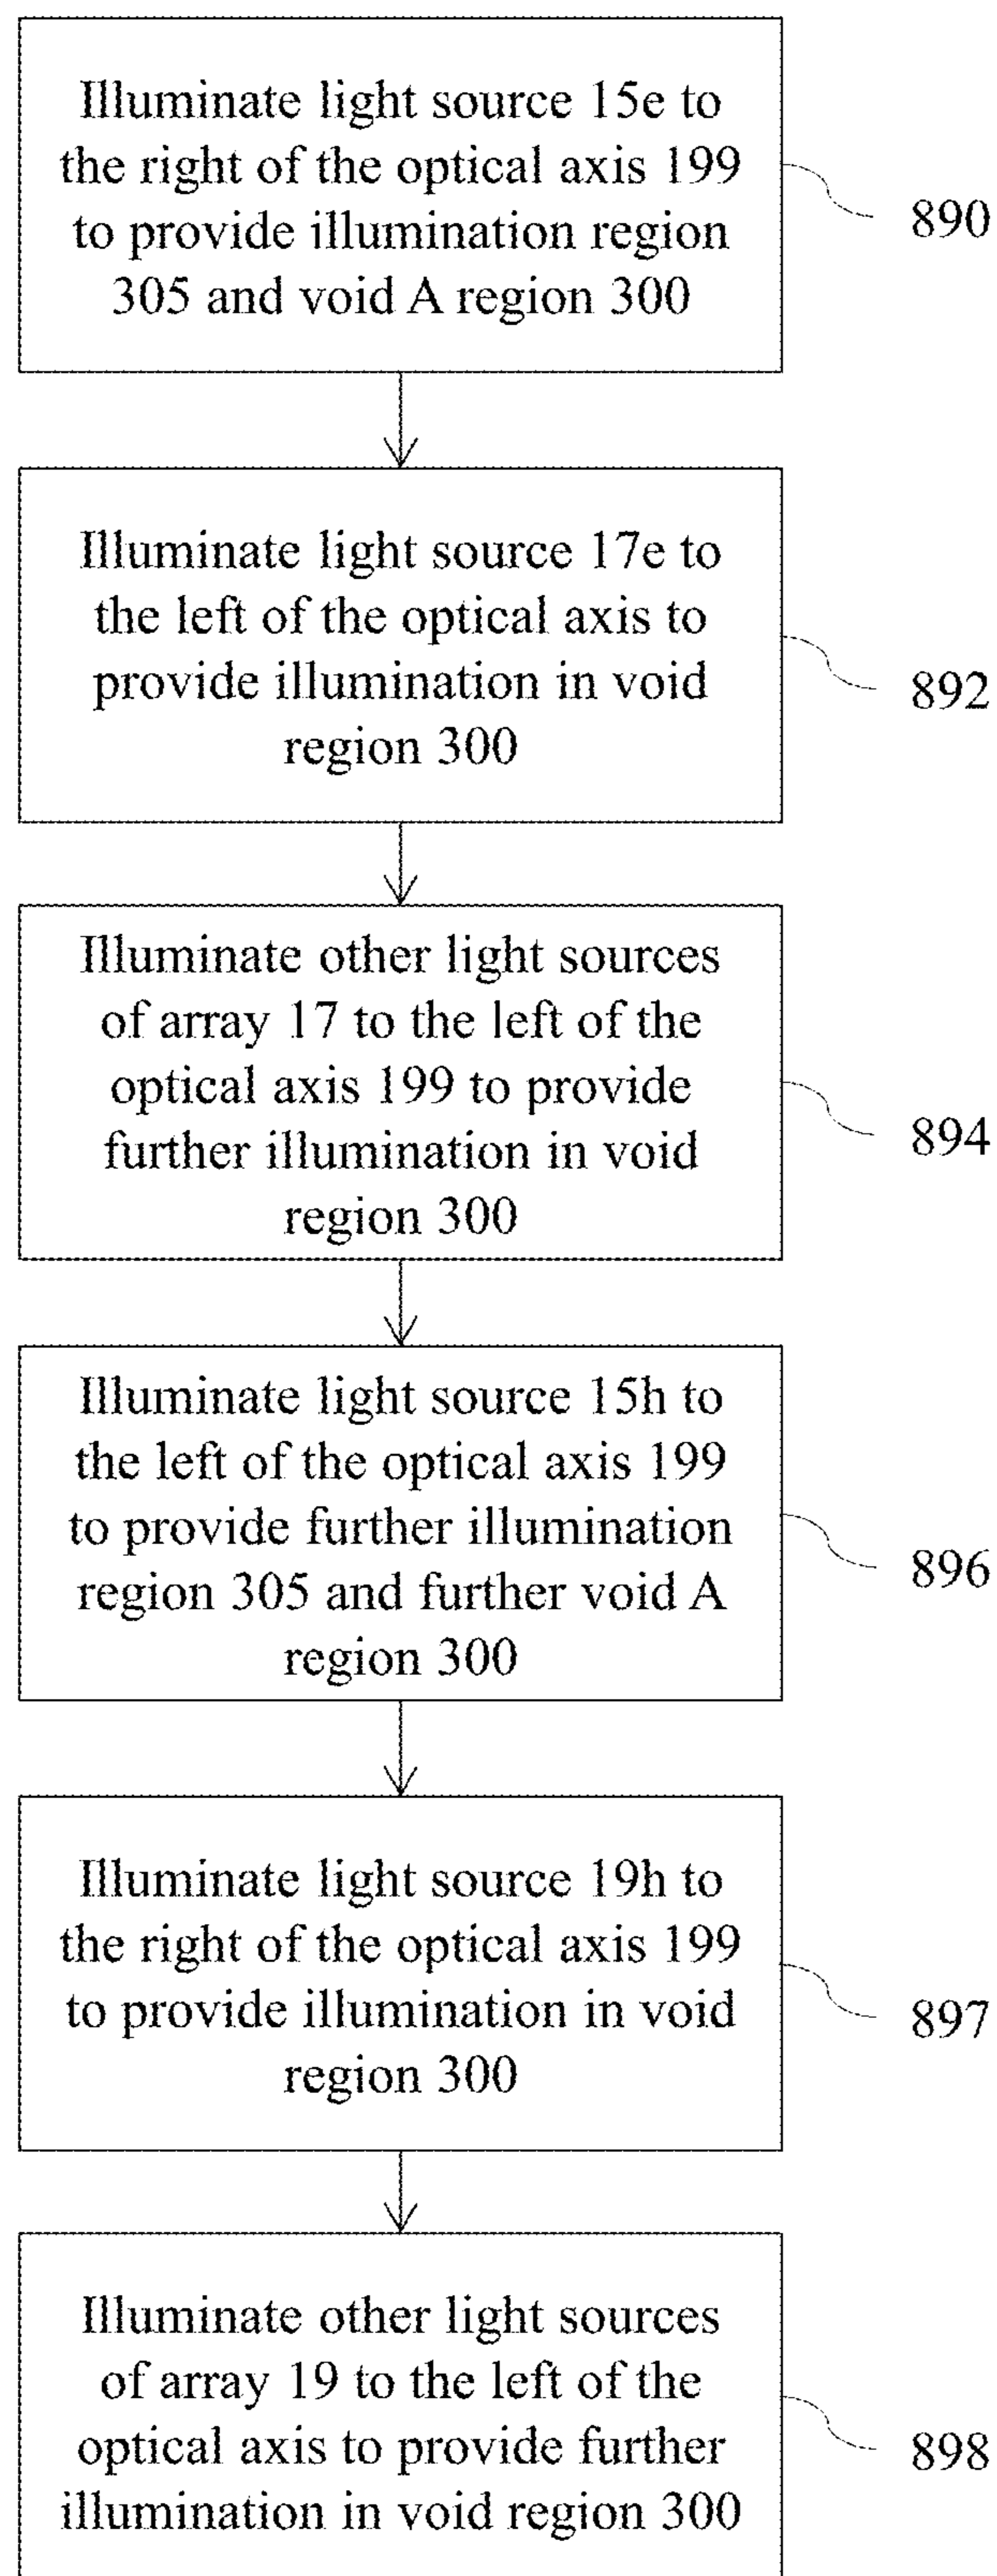 Illuminate light source 15e to
the right of the optical axis 199
to provide illumination region
305 and void A region 300
890
Illuminate light source 17e to
the left of the optical axis to
provide illumination in void
region 300
892
Illuminate other light sources
of array 17 to the left of the
optical axis 199 to provide
further illumination in void
region 300
894
Illuminate light source 15h to
the left of the optical axis 199
to provide further illumination
region 305 and further void A
region 300
896
Illuminate light source 19h to
the right of the optical axis 199
to provide illumination in void
region 300
897
Illuminate other light sources
of array 19 to the left of the
optical axis to provide further
illumination in void region 300
898